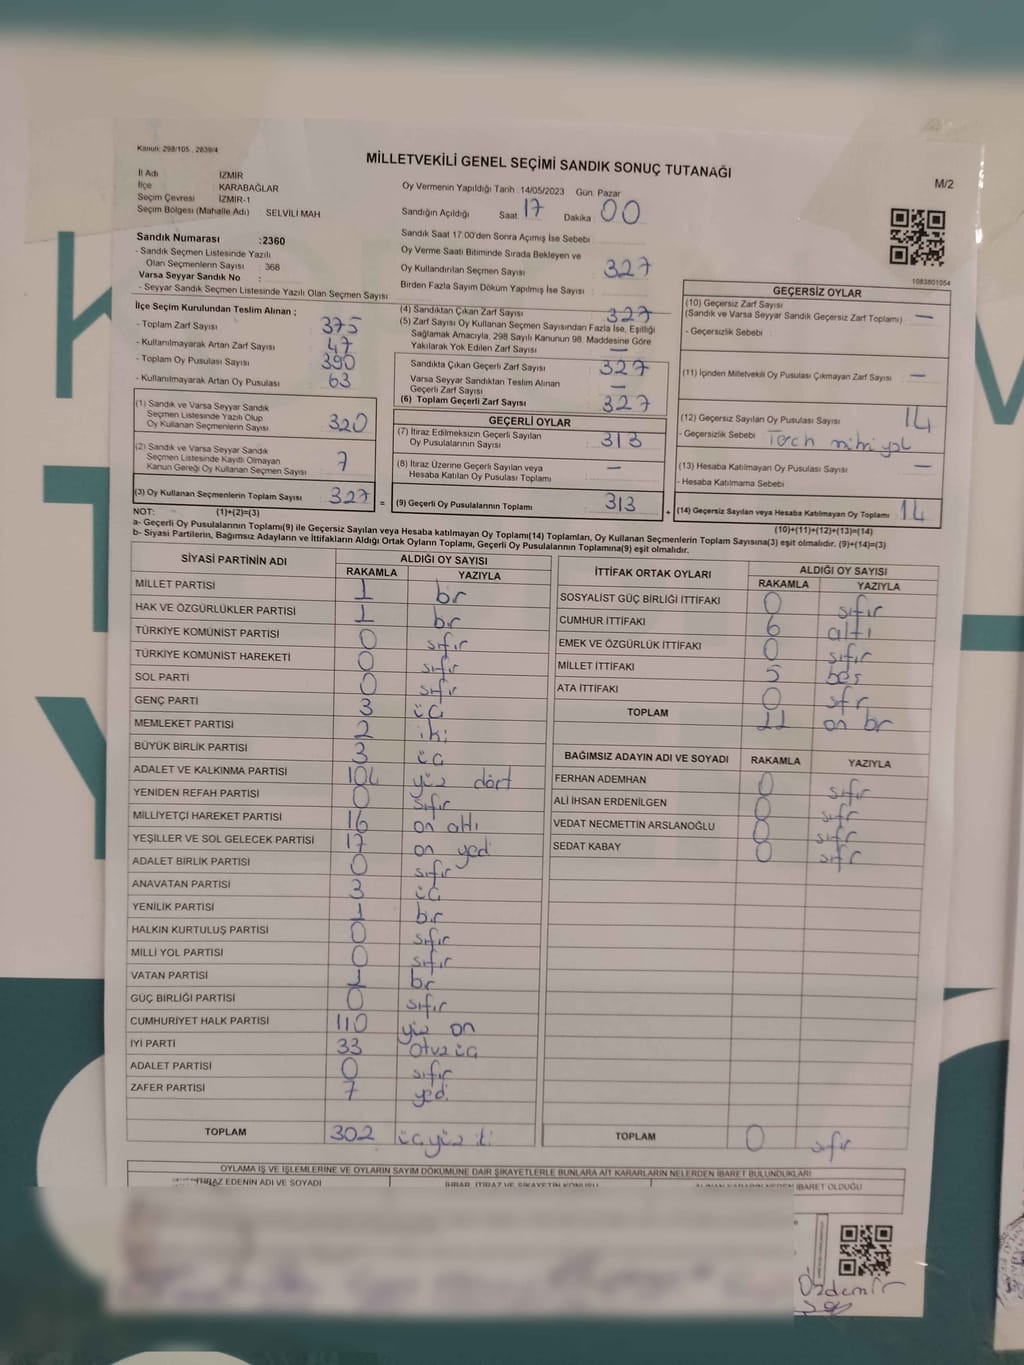 Kanun: 298/105 , 2839/4
MİLLETVEKİLİ GENEL SEÇİMİ SANDIK SONUÇ TUTANAĞI
M/2
İl Adı İZMİR
İlçe KARABAĞLAR
Seçim Çevresi İZMİR-1
Seçim Bölgesi (Mahalle Adı) : SELVİLİ MAH
Oy Vermenin Yapıldığı Tarih :14/05/2023 Gün: Pazar
Sandığın Açıldığı Saat: 17 Dakika : 00
Sandık Saat 17.00'den Sonra Açımış İse Sebebi :
Oy Verme Saati Bitiminde Sırada Bekleyen ve
Oy Kullandırılan Seçmen Sayısı : 327
Birden Fazla Sayım Döküm Yapılmış İse Sayısı :
Sandık Numarası :2360
- Sandık Seçmen Listesinde Yazılı
Olan Seçmenlerin Sayısı : 368
Varsa Seyyar Sandık No :
- Seyyar Sandık Seçmen Listesinde Yazılı Olan Seçmen Sayısı :
1083601054
İlçe Seçim Kurulundan Teslim Alınan ;
- Toplam Zarf Sayısı : 375
- Kullanılmayarak Artan Zarf Sayısı : 47
- Toplam Oy Pusulası Sayısı : 390
- Kullanılmayarak Artan Oy Pusulası : 63
(1) Sandık ve Varsa Seyyar Sandık
Seçmen Listesinde Yazılı Olup
Oy Kullanan Seçmenlerin Sayısı : 320
(2) Sandık ve Varsa Seyyar Sandık
Seçmen Listesinde Kayıtlı Olmayan
Kanun Gereği Oy Kullanan Seçmen Sayısı : 7
(3) Oy Kullanan Seçmenlerin Toplam Sayısı : 327 =
(4) Sandıktan Çıkan Zarf Sayısı : 327
(5) Zarf Sayısı Oy Kullanan Seçmen Sayısından Fazla İse, Eşitliği
Sağlamak Amacıyla, 298 Sayılı Kanunun 98. Maddesine Göre
Yakılarak Yok Edilen Zarf Sayısı : —
Sandıkta Çıkan Geçerli Zarf Sayısı : 327
Varsa Seyyar Sandıktan Teslim Alınan
Geçerli Zarf Sayısı : —
(6) Toplam Geçerli Zarf Sayısı : 327
GEÇERLİ OYLAR
(7) İtiraz Edilmeksizin Geçerli Sayılan
Oy Pusulalarının Sayısı : 313
(8) İtiraz Üzerine Geçerli Sayılan veya
Hesaba Katılan Oy Pusulası Toplamı : —
(9) Geçerli Oy Pusulalarının Toplamı : 313 +
GEÇERSİZ OYLAR
(10) Geçersiz Zarf Sayısı
(Sandık ve Varsa Seyyar Sandık Geçersiz Zarf Toplamı) : —
- Geçersizlik Sebebi :
(11) İçinden Milletvekili Oy Pusulası Çıkmayan Zarf Sayısı : —
(12) Geçersiz Sayılan Oy Pusulası Sayısı : 14
- Geçersizlik Sebebi :
(13) Hesaba Katılmayan Oy Pusulası Sayısı : —
- Hesaba Katılmama Sebebi :
(14) Geçersiz Sayılan veya Hesaba Katılmayan Oy Toplamı : 14
NOT: (1)+(2)=(3) (10)+(11)+(12)+(13)=(14)
a- Geçerli Oy Pusulalarının Toplamı(9) ile Geçersiz Sayılan veya Hesaba katılmayan Oy Toplamı(14) Toplamları, Oy Kullanan Seçmenlerin Toplam Sayısına(3) eşit olmalıdır. (9)+(14)=(3)
b- Siyasi Partilerin, Bağımsız Adayların ve İttifakların Aldığı Ortak Oyların Toplamı, Geçerli Oy Pusulalarının Toplamına(9) eşit olmalıdır.
SİYASİ PARTİNİN ADI ALDIĞI OY SAYISI
RAKAMLA YAZIYLA
MİLLET PARTİSİ 1 bir
HAK VE ÖZGÜRLÜKLER PARTİSİ 1 bir
TÜRKİYE KOMÜNİST PARTİSİ 0 sıfır
TÜRKİYE KOMÜNİST HAREKETİ 0 sıfır
SOL PARTİ 0 sıfır
GENÇ PARTİ 3 üç
MEMLEKET PARTİSİ 2 iki
BÜYÜK BİRLİK PARTİSİ 3 üç
ADALET VE KALKINMA PARTİSİ 104 yüz dört
YENİDEN REFAH PARTİSİ 0 sıfır
MİLLİYETÇİ HAREKET PARTİSİ 16 on altı
YEŞİLLER VE SOL GELECEK PARTİSİ 17 on yedi
ADALET BİRLİK PARTİSİ 0 sıfır
ANAVATAN PARTİSİ 3 üç
YENİLİK PARTİSİ 1 bir
HALKIN KURTULUŞ PARTİSİ 0 sıfır
MİLLİ YOL PARTİSİ 0 sıfır
VATAN PARTİSİ 1 bir
GÜÇ BİRLİĞİ PARTİSİ 0 sıfır
CUMHURİYET HALK PARTİSİ 110 yüz on
İYİ PARTİ 33 otuz üç
ADALET PARTİSİ 0 sıfır
ZAFER PARTİSİ 7 yedi
TOPLAM 302 üç yüz iki
İTTİFAK ORTAK OYLARI ALDIĞI OY SAYISI
RAKAMLA YAZIYLA
SOSYALİST GÜÇ BİRLİĞİ İTTİFAKI 0 sıfır
CUMHUR İTTİFAKI 6 altı
EMEK VE ÖZGÜRLÜK İTTİFAKI 0 sıfır
MİLLET İTTİFAKI 5 beş
ATA İTTİFAKI 0 sıfır
TOPLAM 11 on bir
BAĞIMSIZ ADAYIN ADI VE SOYADI RAKAMLA YAZIYLA
FERHAN ADEMHAN 0 sıfır
ALİ İHSAN ERDENİLGEN 0 sıfır
VEDAT NECMETTİN ARSLANOĞLU 0 sıfır
SEDAT KABAY 0 sıfır
TOPLAM 0 sıfır
OYLAMA İŞ VE İŞLEMLERİNE VE OYLARIN SAYIM DÖKÜMÜNE DAİR ŞİKAYETLERLE BUNLARA AİT KARARLARIN NELERDEN İBARET BULUNDUKLARI
EDENİN ADI VE SOYADI İBARET OLDUĞU
Özdemir